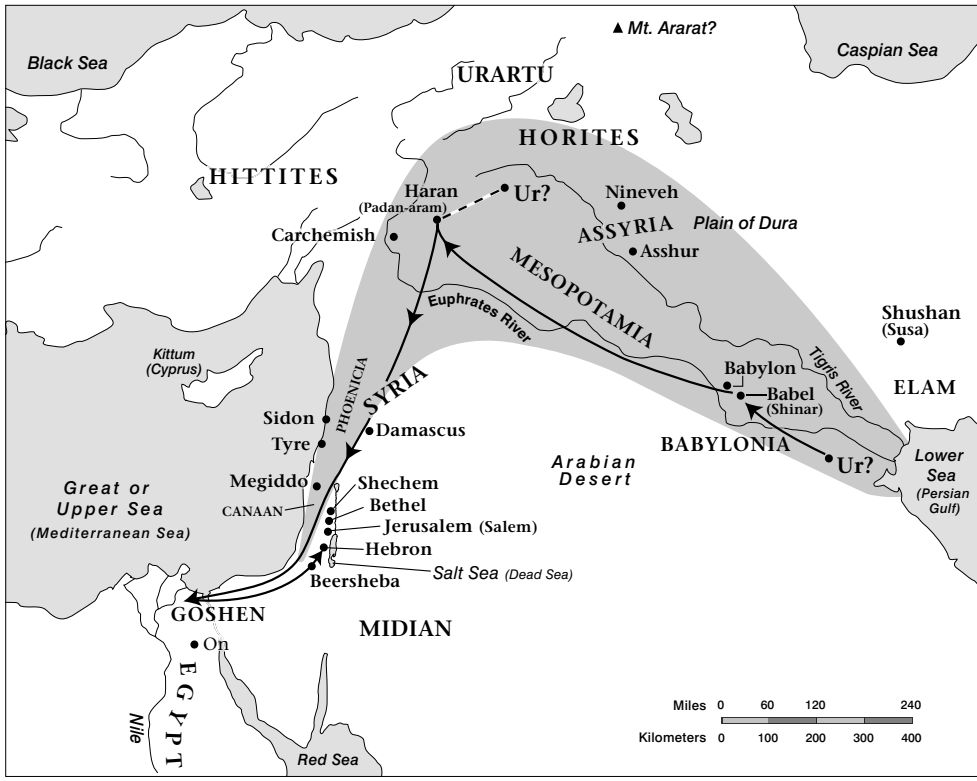 Mt. Ararat?
Black Sea
Caspian Sea
URARTU
HORITES
HITTITES
Haran
(Padan-aram)
Ur?
Nineveh
ASSYRIA
Plain of Dura
Carchemish
Asshur
MESOPOTAMIA
Euphrates River
Shushan
(Susa)
Kittum
(Cyprus)
Tigris River
PHOENICIA
SYRIA
Babylon
Babel
(Shinar)
ELAM
Sidon
Tyre
Damascus
BABYLONIA
Ur?
Lower
Sea
(Persian
Gulf)
Arabian
Desert
Megiddo
Great or
Upper Sea
(Mediterranean Sea)
CANAAN
Shechem
Bethel
Jerusalem (Salem)
Hebron
Salt Sea (Dead Sea)
Beersheba
GOSHEN
MIDIAN
On
EGYPT
Nile
Red Sea
Miles 0 60 120 240
Kilometers 0 100 200 300 400